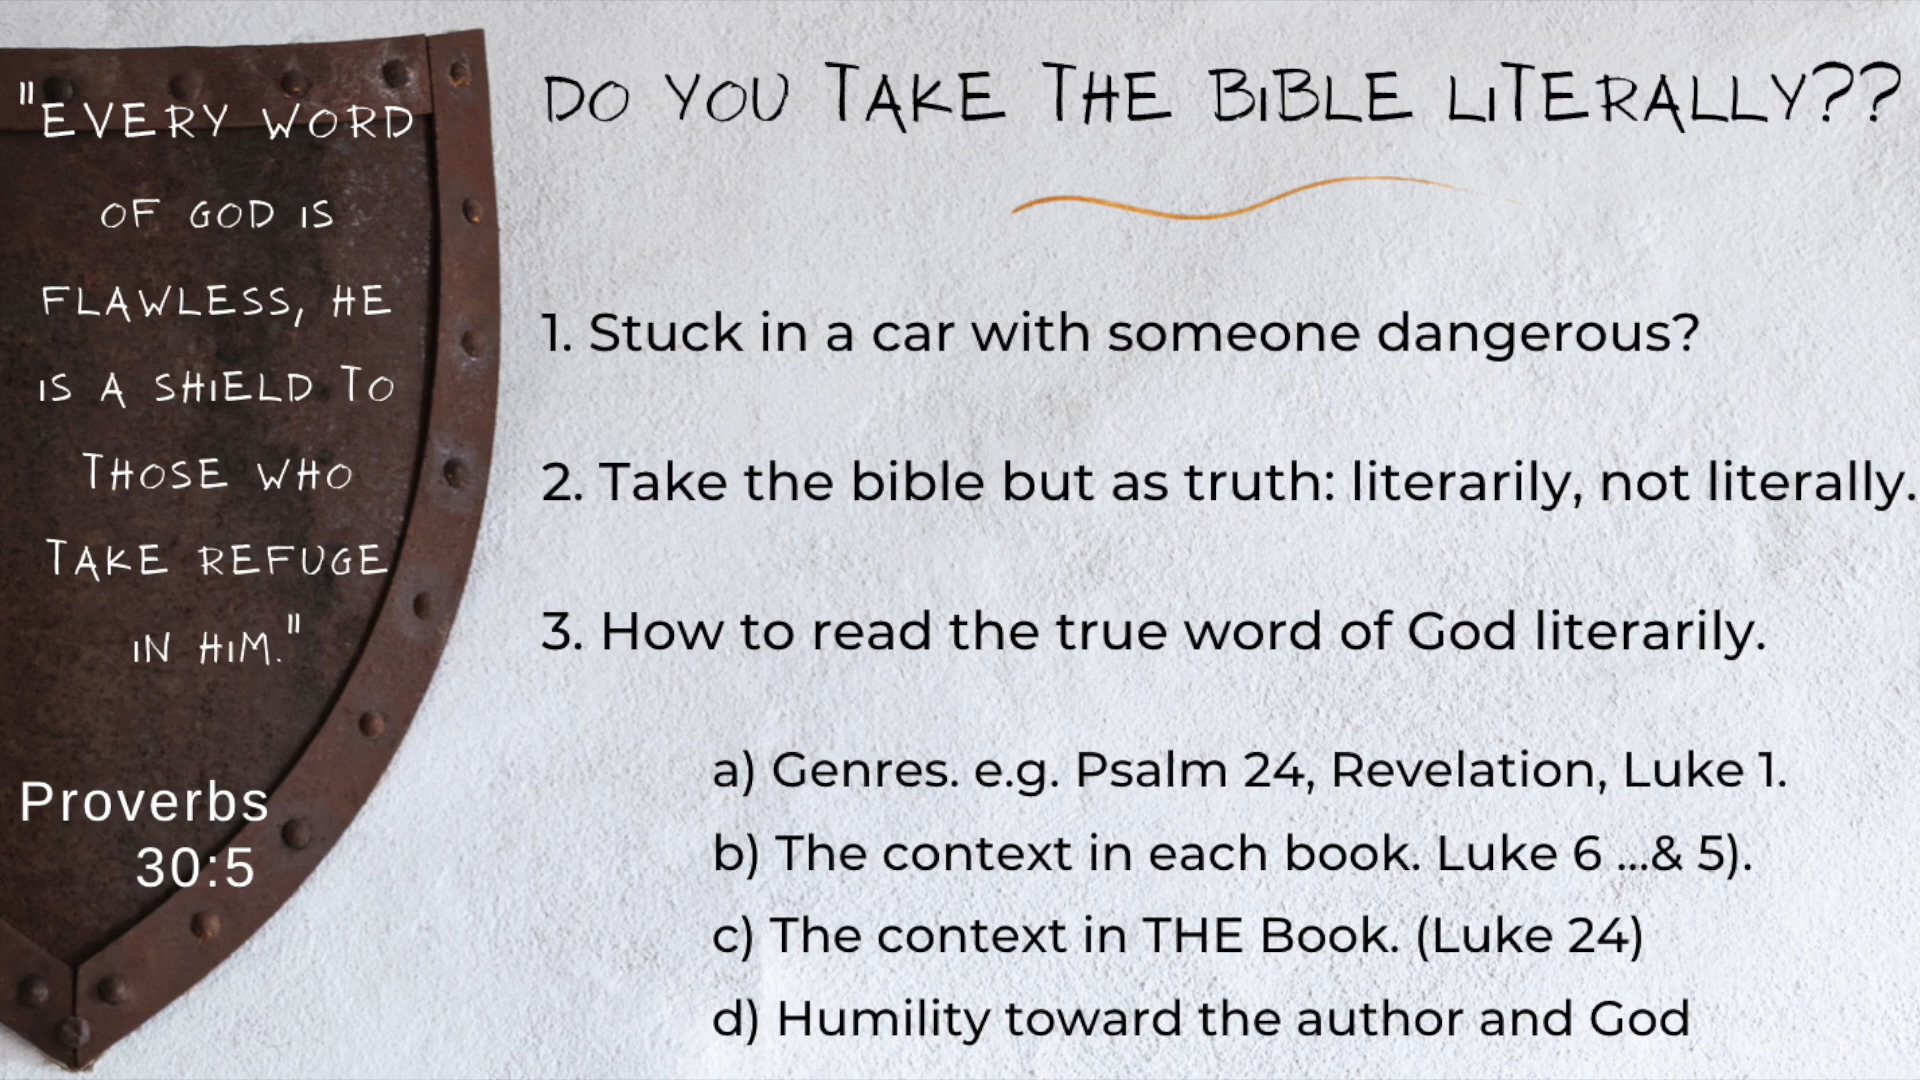 "EVERY WORD
OF GOD IS
FLAWLESS, HE
IS A SHIELD TO
THOSE WHO
TAKE REFUGE
IN HIM."
Proverbs
30:5
DO YOU TAKE THE BIBLE LITERALLY??
1. Stuck in a car with someone dangerous?
2. Take the bible but as truth: literarily, not literally.
3. How to read the true word of God literarily.
a) Genres. e.g. Psalm 24, Revelation, Luke 1.
b) The context in each book. Luke 6 ...& 5).
c) The context in THE Book. (Luke 24)
d) Humility toward the author and God